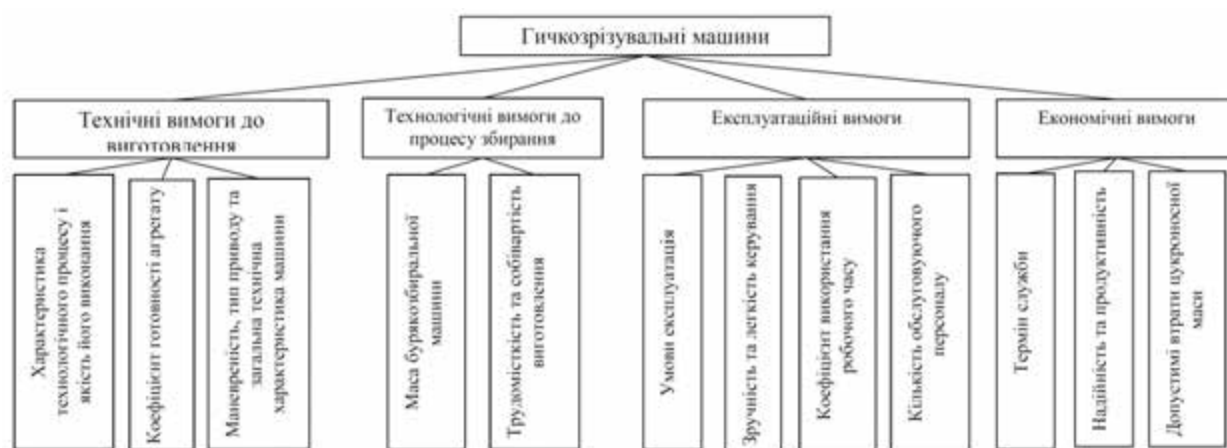 Гичкозрізувальні машини
Технічні вимоги до
виготовлення
Технологічні вимоги до
процесу збирання
Експлуатаційні вимоги
Економічні вимоги
Характеристика
технологічного процесу і
якість його виконання
Коефіцієнт готовності агрегату
Маневреність, тип приводу та
загальна технічна
характеристика машини
Маса бурякозбиральної
машини
Трудомісткість та собівартість
виготовлення
Умови експлуатація
Зручність та легкість керування
Коефіцієнт використання
робочого часу
Кількість обслуговуючого
персоналу
Термін служби
Надійність та продуктивність
Допустимі втрати цукроносної
маси